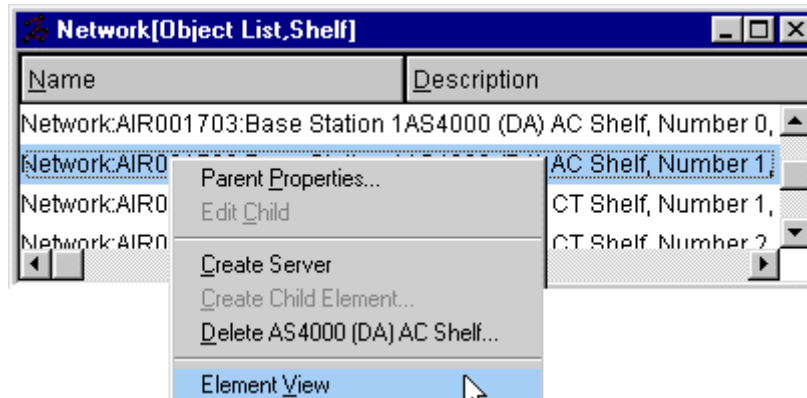 Network[Object List,Shelf]
Name Description
Network:AIR001703:Base Station 1AS4000 (DA) AC Shelf, Number 0,
Network:AIR0 AC Shelf, Number 1,
Network:AIR0 CT Shelf, Number 1,
Network:AIR0 CT Shelf, Number 2
Parent Properties...
Edit Child
Create Server
Create Child Element...
Delete AS4000 (DA) AC Shelf...
Element View